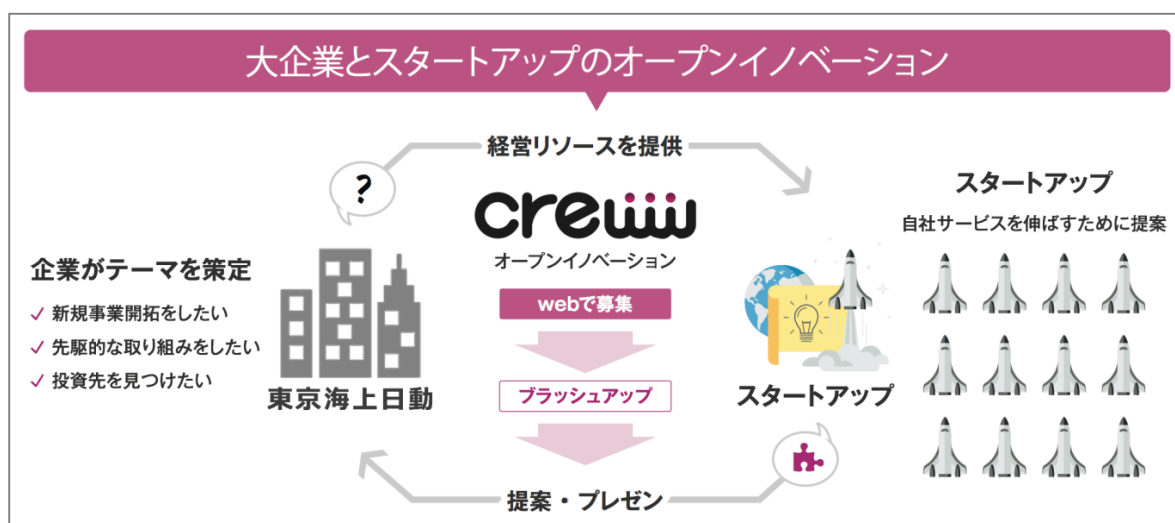 大企業とスタートアップのオープンイノベーション
経営リソースを提供
?
creww
オープンイノベーション
webで募集
ブラッシュアップ
提案・プレゼン
企業がテーマを策定
✓ 新規事業開拓をしたい
✓ 先駆的な取り組みをしたい
✓ 投資先を見つけたい
東京海上日動
スタートアップ
スタートアップ
自社サービスを伸ばすために提案